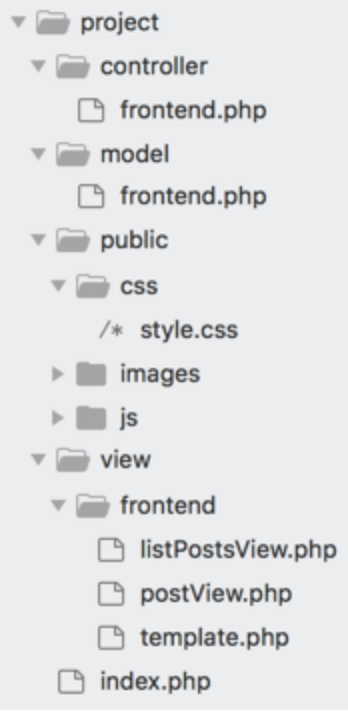 project
controller
frontend.php
model
frontend.php
public
css
/* style.css
images
js
view
frontend
listPostsView.php
postView.php
template.php
index.php